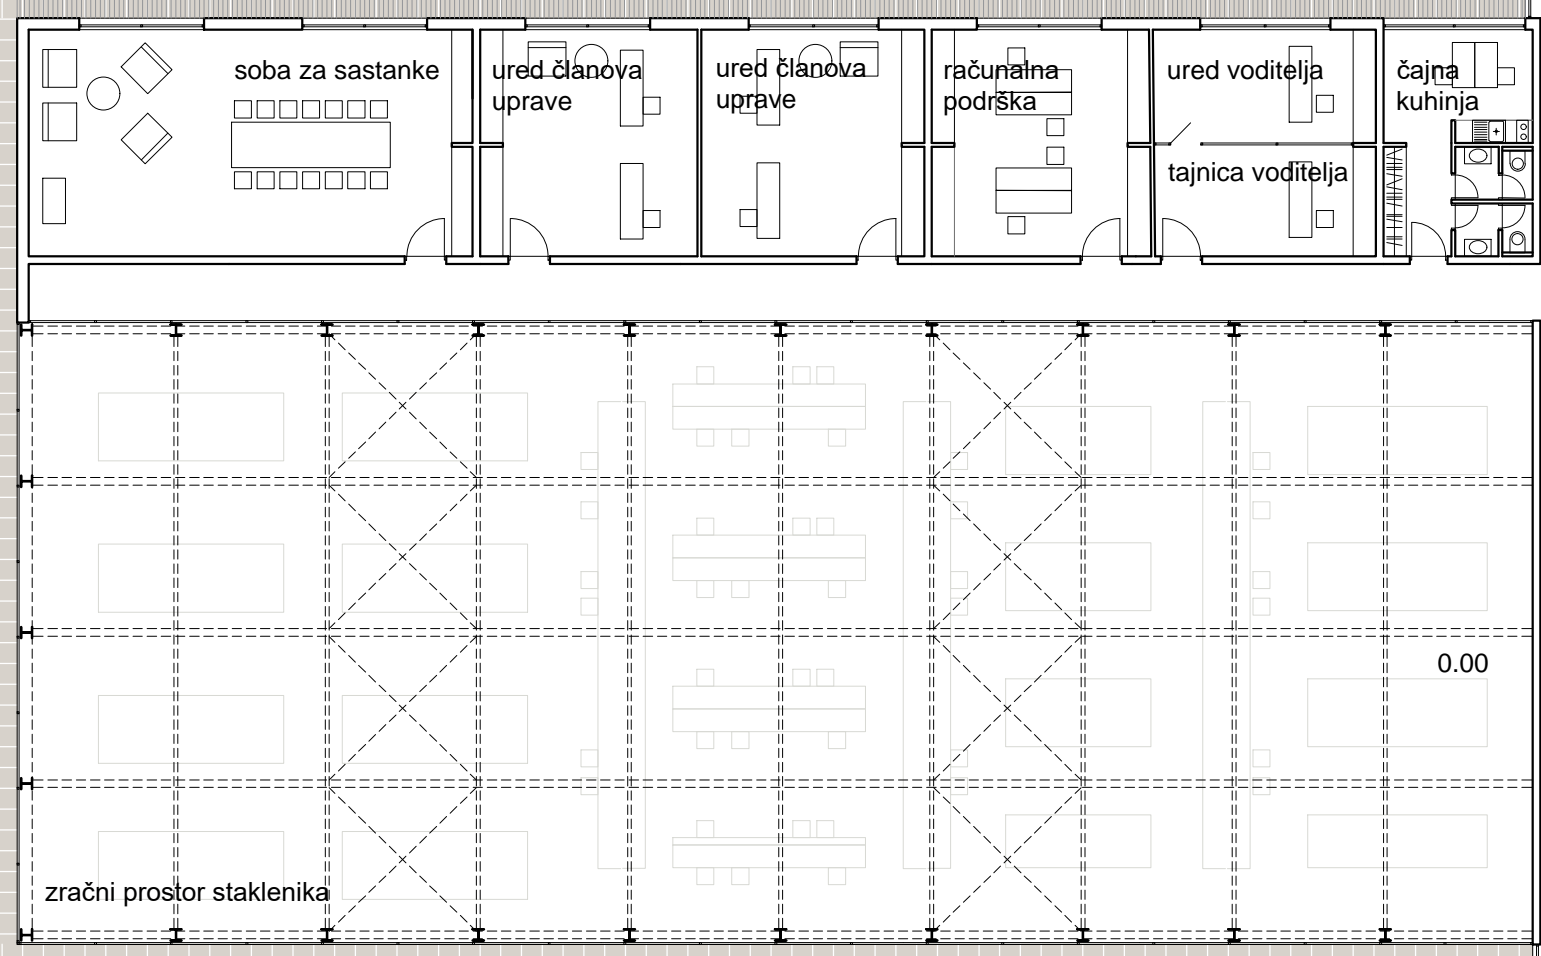 soba za sastanke
ured članova
uprave
ured članova
uprave
računalna
podrška
ured voditelja
tajnica voditelja
čajna
kuhinja
0.00
zračni prostor staklenika